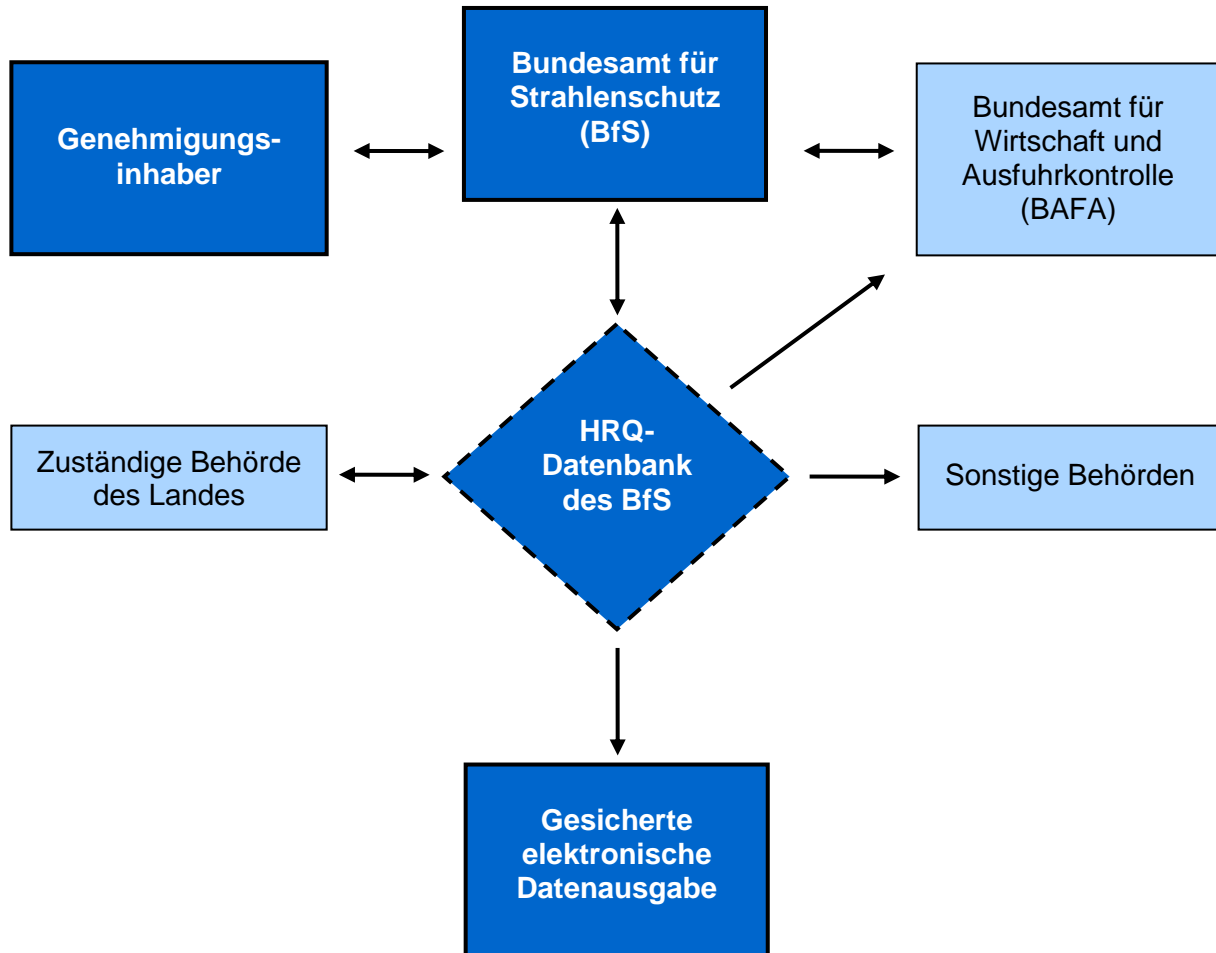 Genehmigungs-
inhaber
Bundesamt für
Strahlenschutz
(BfS)
Bundesamt für
Wirtschaft und
Ausfuhrkontrolle
(BAFA)
Zuständige Behörde
des Landes
HRQ-
Datenbank
des BfS
Sonstige Behörden
Gesicherte
elektronische
Datenausgabe